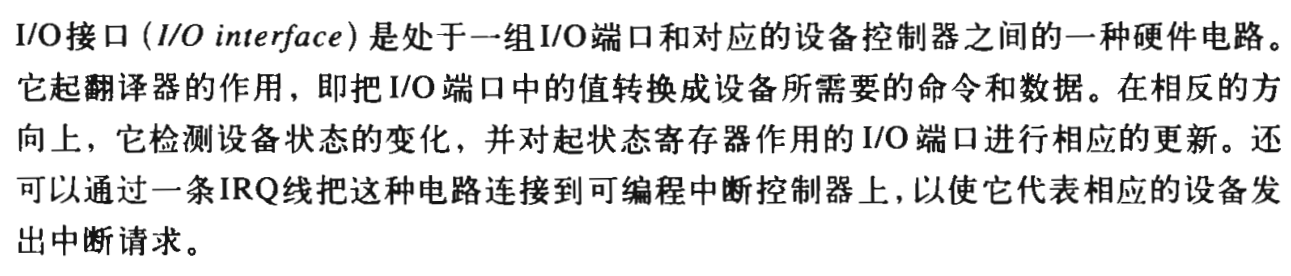 I/O接口(I/O interface)是处于一组I/O端口和对应的设备控制器之间的一种硬件电路。
它起翻译器的作用，即把I/O端口中的值转换成设备所需要的命令和数据。在相反的方
向上，它检测设备状态的变化，并对起状态寄存器作用的I/O端口进行相应的更新。还
可以通过一条IRQ线把这种电路连接到可编程中断控制器上，以使它代表相应的设备发
出中断请求。